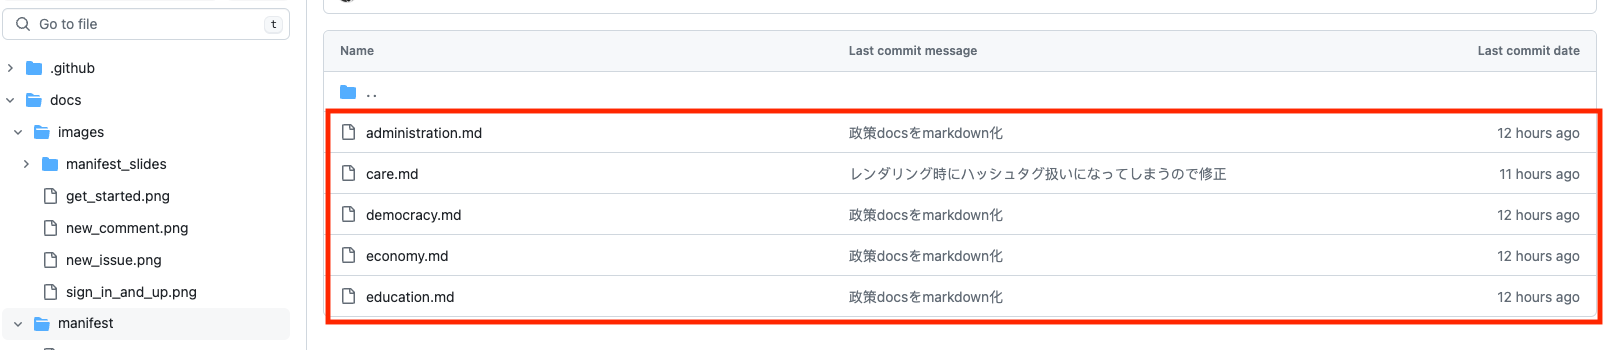 Go to file
t
.github
docs
images
manifest_slides
get_started.png
new_comment.png
new_issue.png
sign_in_and_up.png
manifest
Name Last commit message Last commit date
..
administration.md 政策docsをmarkdown化 12 hours ago
care.md レンダリング時にハッシュタグ扱いになってしまうので修正 11 hours ago
democracy.md 政策docsをmarkdown化 12 hours ago
economy.md 政策docsをmarkdown化 12 hours ago
education.md 政策docsをmarkdown化 12 hours ago